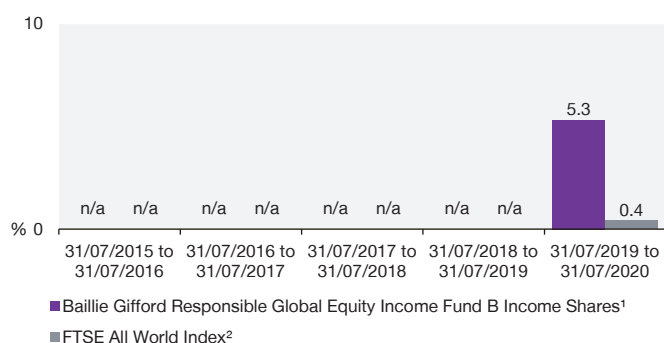 10
5.3
n/a n/a n/a n/a n/a n/a n/a n/a 0.4
% 0
31/07/2015 to 31/07/2016 to 31/07/2017 to 31/07/2018 to 31/07/2019 to
31/07/2016 31/07/2017 31/07/2018 31/07/2019 31/07/2020
Baillie Gifford Responsible Global Equity Income Fund B Income Shares¹
FTSE All World Index²